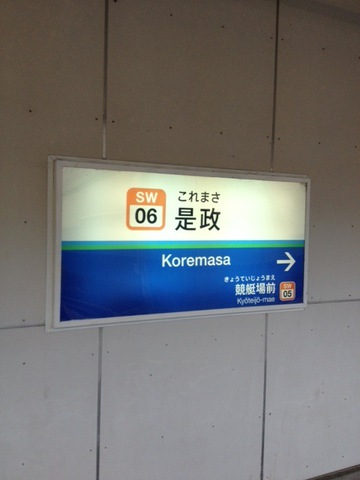 SW
06
これまさ
是政
Koremasa
→
きょうていじょうまえ
競艇場前
Kyōteijō-mae
SW
05